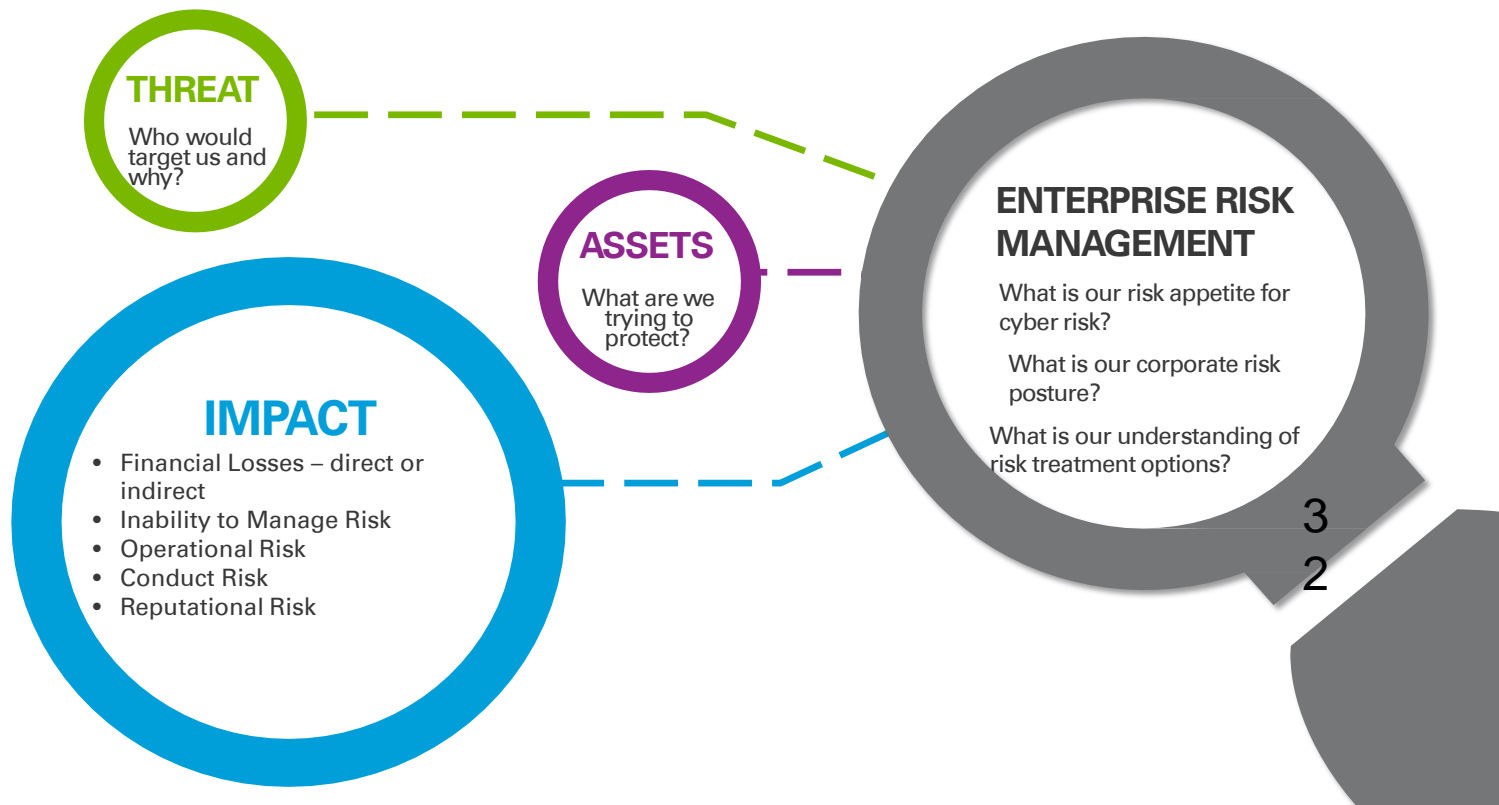 THREAT
Who would
target us and
why?
ASSETS
What are we
trying to
protect?
IMPACT
• Financial Losses – direct or
indirect
• Inability to Manage Risk
• Operational Risk
• Conduct Risk
• Reputational Risk
ENTERPRISE RISK
MANAGEMENT
What is our risk appetite for
cyber risk?
What is our corporate risk
posture?
What is our understanding of
risk treatment options?
3
2